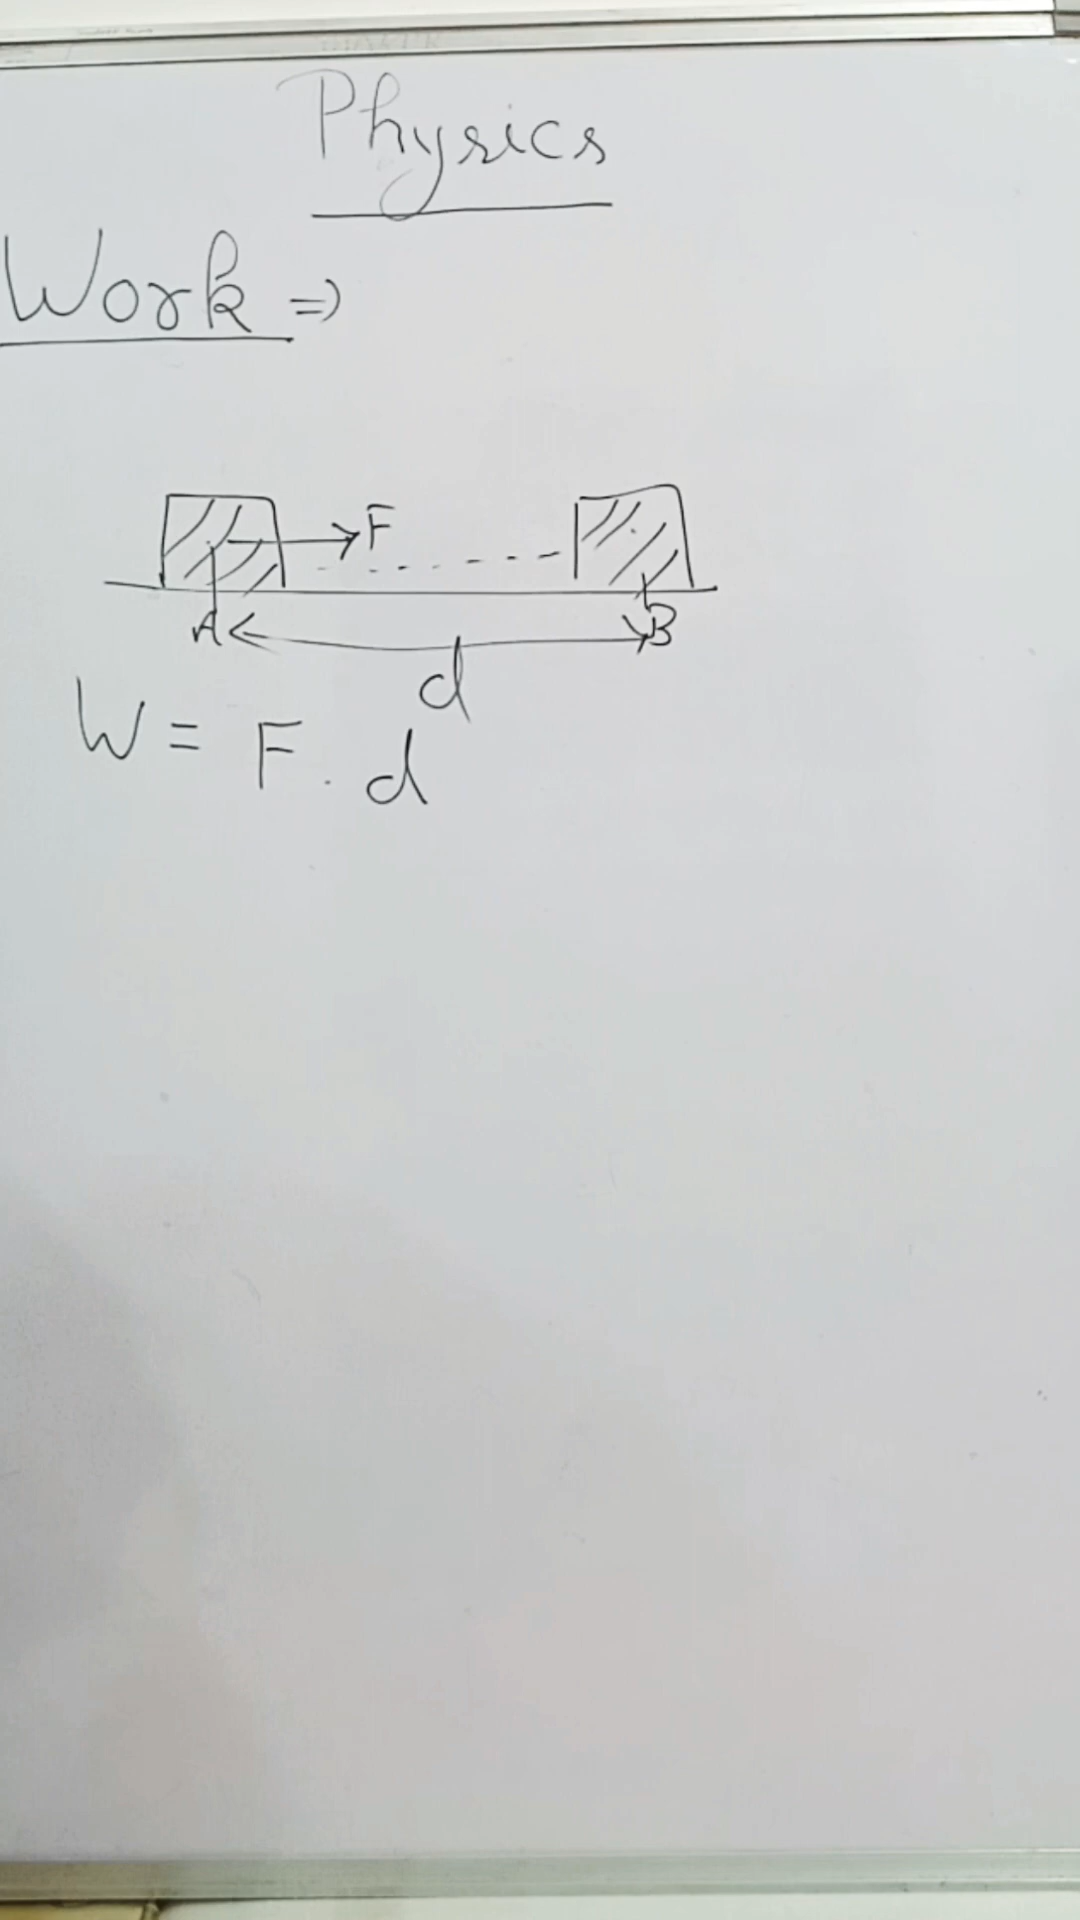 Physics
Work =>
F
A B
d
W = F . d